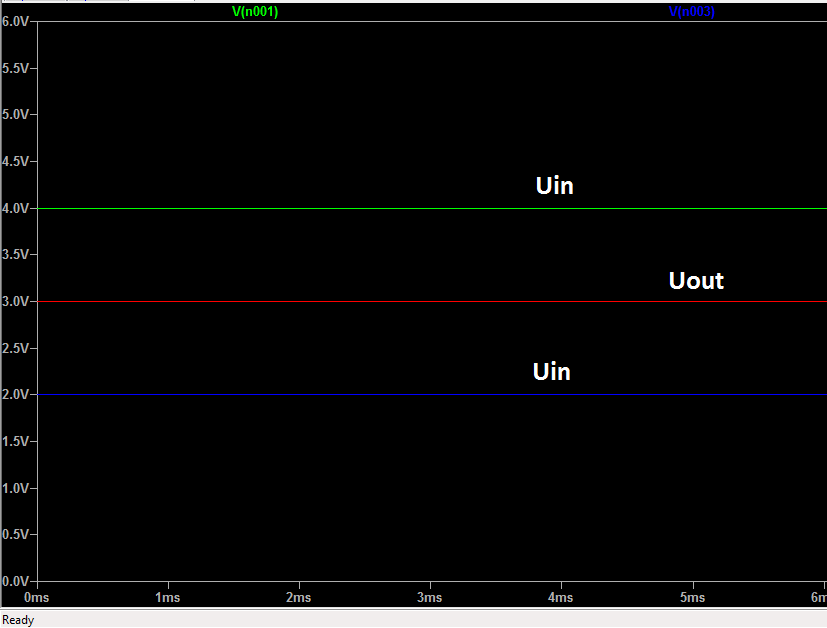 V(n001) V(n003)
6.0V
5.5V
5.0V
4.5V
Uin
4.0V
3.5V
Uout
3.0V
2.5V
Uin
2.0V
1.5V
1.0V
0.5V
0.0V
0ms 1ms 2ms 3ms 4ms 5ms 6m
Ready